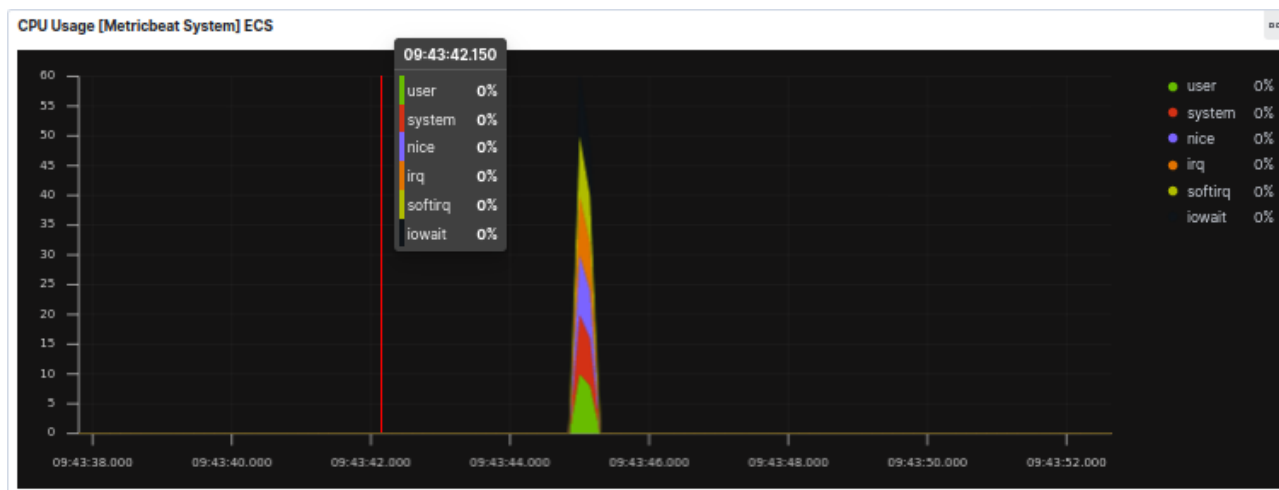 CPU Usage [Metricbeat System] ECS
09:43:42.150
user 0%
system 0%
nice 0%
irq 0%
softirq 0%
iowait 0%
60
55
50
45
40
35
30
25
20
15
10
5
0
09:43:38.000 09:43:40.000 09:43:42.000 09:43:44.000 09:43:46.000 09:43:48.000 09:43:50.000 09:43:52.000
user 0%
system 0%
nice 0%
irq 0%
softirq 0%
iowait 0%